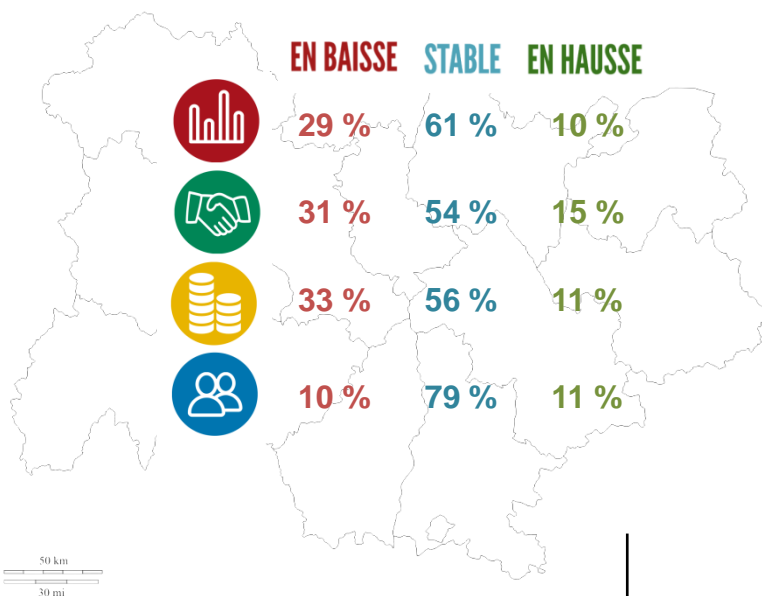 EN BAISSE STABLE EN HAUSSE
29 % 61 % 10 %
31 % 54 % 15 %
33 % 56 % 11 %
10 % 79 % 11 %
50 km
30 mi